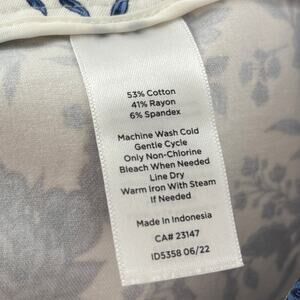 53% Cotton
41% Rayon
6% Spandex
Machine Wash Cold
Gentle Cycle
Only Non-Chlorine
Bleach When Needed
Line Dry
Warm Iron With Steam
If Needed
Made In Indonesia
CA# 23147
ID5358 06/22